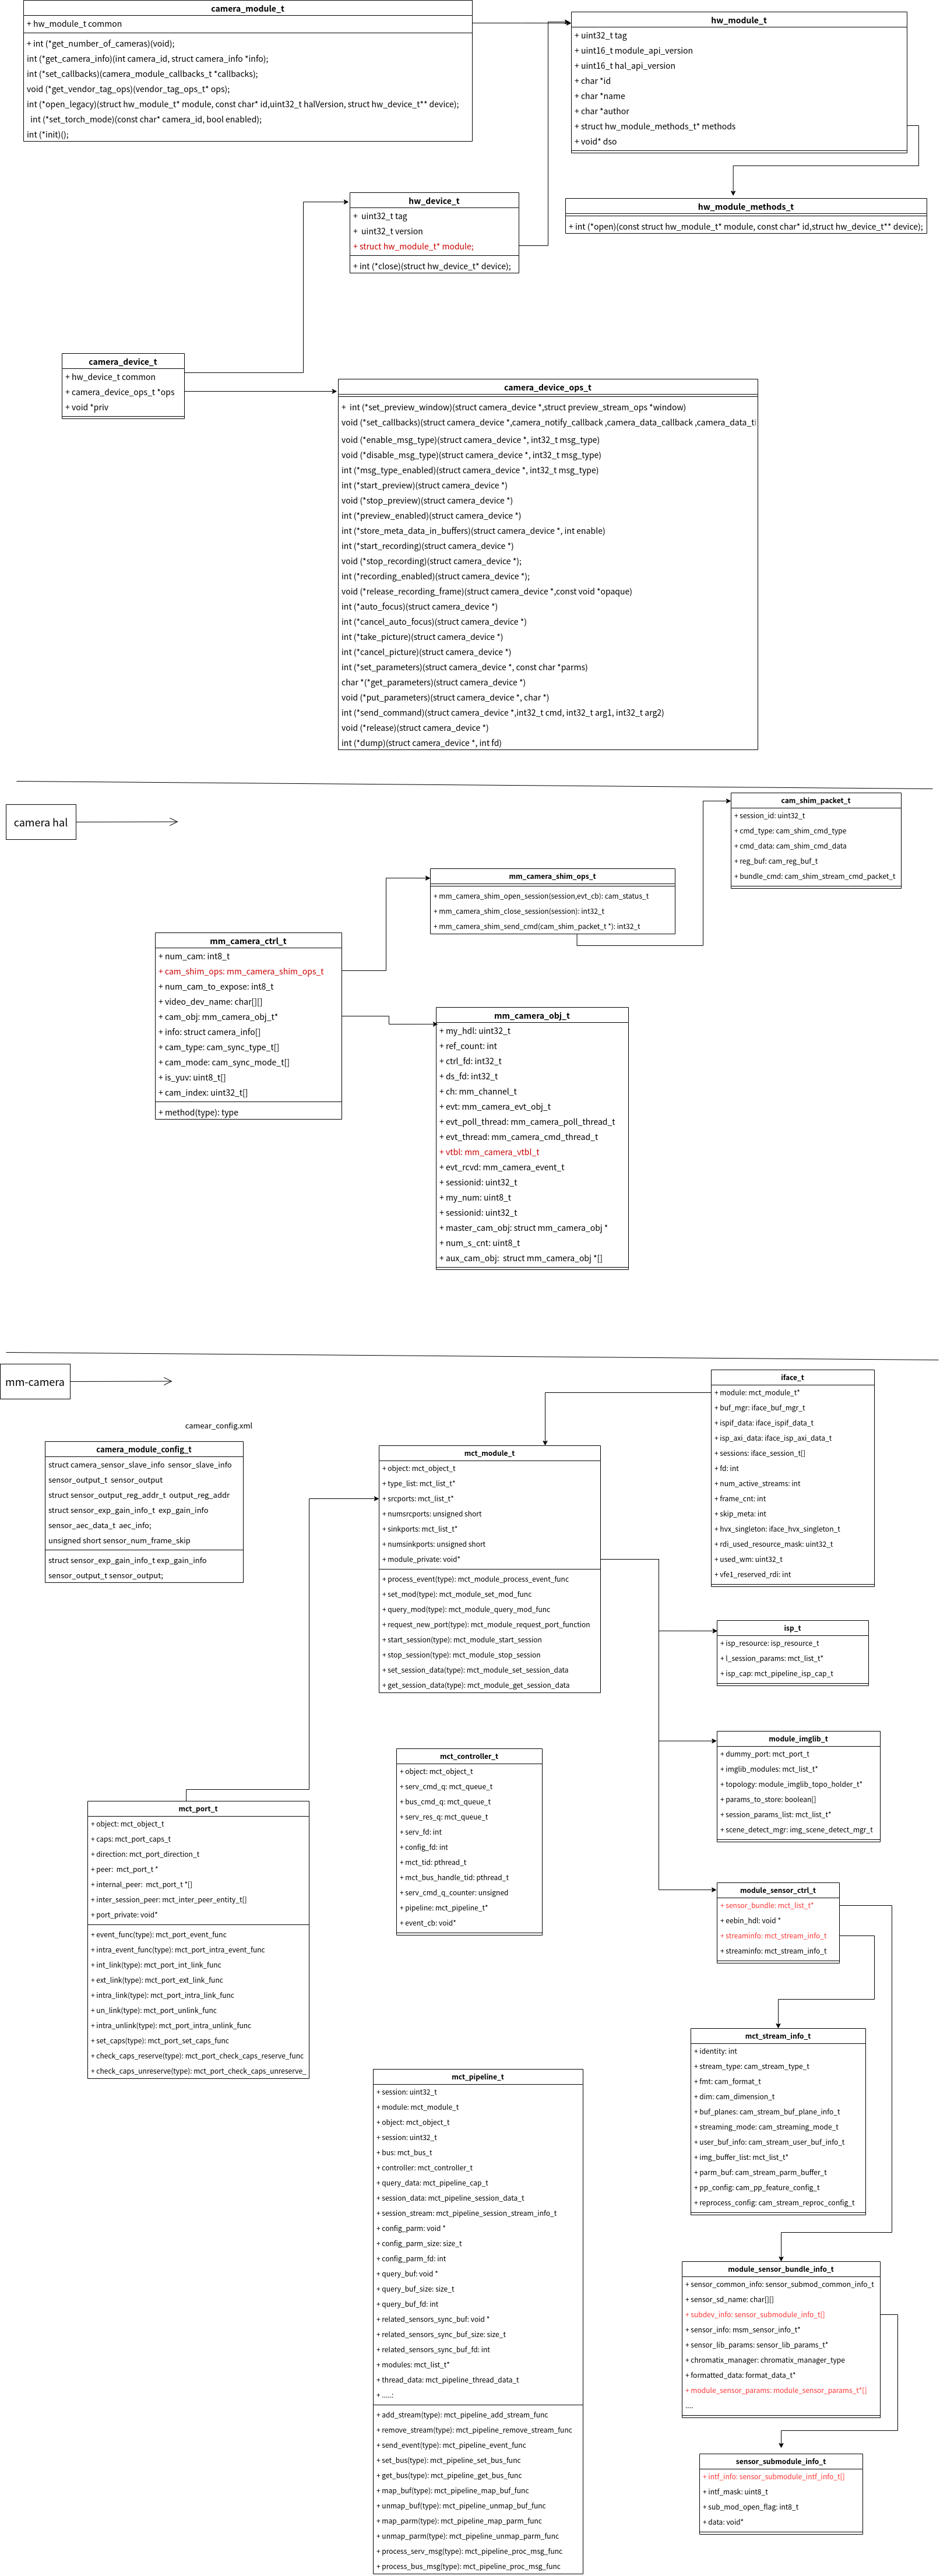 camera_module_t
+ hw_module_t common
+ int (*get_number_of_cameras)(void);
int (*get_camera_info)(int camera_id, struct camera_info *info);
int (*set_callbacks)(camera_module_callbacks_t *callbacks);
void (*get_vendor_tag_ops)(vendor_tag_ops_t* ops);
int (*open_legacy)(struct hw_module_t* module, const char* id,uint32_t halVersion, struct hw_device_t** device);
int (*set_torch_mode)(const char* camera_id, bool enabled);
int (*init)();
hw_module_t
+ uint32_t tag
+ uint16_t module_api_version
+ uint16_t hal_api_version
+ char *id
+ char *name
+ char *author
+ struct hw_module_methods_t* methods
+ void* dso
hw_module_methods_t
+ int (*open)(const struct hw_module_t* module, const char* id,struct hw_device_t** device);
hw_device_t
+ uint32_t tag
+ uint32_t version
+ struct hw_module_t* module;
+ int (*close)(struct hw_device_t* device);
camera_device_t
+ hw_device_t common
+ camera_device_ops_t *ops
+ void *priv
camera_device_ops_t
+ int (*set_preview_window)(struct camera_device *,struct preview_stream_ops *window)
void (*set_callbacks)(struct camera_device *,camera_notify_callback ,camera_data_callback ,camera_data_ti
void (*enable_msg_type)(struct camera_device *, int32_t msg_type)
void (*disable_msg_type)(struct camera_device *, int32_t msg_type)
int (*msg_type_enabled)(struct camera_device *, int32_t msg_type)
int (*start_preview)(struct camera_device *)
void (*stop_preview)(struct camera_device *)
int (*preview_enabled)(struct camera_device *)
int (*store_meta_data_in_buffers)(struct camera_device *, int enable)
int (*start_recording)(struct camera_device *)
void (*stop_recording)(struct camera_device *);
int (*recording_enabled)(struct camera_device *);
void (*release_recording_frame)(struct camera_device *,const void *opaque)
int (*auto_focus)(struct camera_device *)
int (*cancel_auto_focus)(struct camera_device *)
int (*take_picture)(struct camera_device *)
int (*cancel_picture)(struct camera_device *)
int (*set_parameters)(struct camera_device *, const char *parms)
char *(*get_parameters)(struct camera_device *)
void (*put_parameters)(struct camera_device *, char *)
int (*send_command)(struct camera_device *,int32_t cmd, int32_t arg1, int32_t arg2)
void (*release)(struct camera_device *)
int (*dump)(struct camera_device *, int fd)
camera hal
cam_shim_packet_t
+ session_id: uint32_t
+ cmd_type: cam_shim_cmd_type
+ cmd_data: cam_shim_cmd_data
+ reg_buf: cam_reg_buf_t
+ bundle_cmd: cam_shim_stream_cmd_packet_t
mm_camera_shim_ops_t
+ mm_camera_shim_open_session(session,evt_cb): cam_status_t
+ mm_camera_shim_close_session(session): int32_t
+ mm_camera_shim_send_cmd(cam_shim_packet_t *): int32_t
mm_camera_ctrl_t
+ num_cam: int8_t
+ cam_shim_ops: mm_camera_shim_ops_t
+ num_cam_to_expose: int8_t
+ video_dev_name: char[][]
+ cam_obj: mm_camera_obj_t*
+ info: struct camera_info[]
+ cam_type: cam_sync_type_t[]
+ cam_mode: cam_sync_mode_t[]
+ is_yuv: uint8_t[]
+ cam_index: uint32_t[]
+ method(type): type
mm_camera_obj_t
+ my_hdl: uint32_t
+ ref_count: int
+ ctrl_fd: int32_t
+ ds_fd: int32_t
+ ch: mm_channel_t
+ evt: mm_camera_evt_obj_t
+ evt_poll_thread: mm_camera_poll_thread_t
+ evt_thread: mm_camera_cmd_thread_t
+ vtbl: mm_camera_vtbl_t
+ evt_rcvd: mm_camera_event_t
+ sessionid: uint32_t
+ my_num: uint8_t
+ sessionid: uint32_t
+ master_cam_obj: struct mm_camera_obj *
+ num_s_cnt: uint8_t
+ aux_cam_obj: struct mm_camera_obj *[]
mm-camera
camear_config.xml
camera_module_config_t
struct camera_sensor_slave_info sensor_slave_info
sensor_output_t sensor_output
struct sensor_output_reg_addr_t output_reg_addr
struct sensor_exp_gain_info_t exp_gain_info
sensor_aec_data_t aec_info;
unsigned short sensor_num_frame_skip
struct sensor_exp_gain_info_t exp_gain_info
sensor_output_t sensor_output;
mct_module_t
+ object: mct_object_t
+ type_list: mct_list_t*
+ srcports: mct_list_t*
+ numsrcports: unsigned short
+ sinkports: mct_list_t*
+ numsinkports: unsigned short
+ module_private: void*
+ process_event(type): mct_module_process_event_func
+ set_mod(type): mct_module_set_mod_func
+ query_mod(type): mct_module_query_mod_func
+ request_new_port(type): mct_module_request_port_function
+ start_session(type): mct_module_start_session
+ stop_session(type): mct_module_stop_session
+ set_session_data(type): mct_module_set_session_data
+ get_session_data(type): mct_module_get_session_data
iface_t
+ module: mct_module_t*
+ buf_mgr: iface_buf_mgr_t
+ ispif_data: iface_ispif_data_t
+ isp_axi_data: iface_isp_axi_data_t
+ sessions: iface_session_t[]
+ fd: int
+ num_active_streams: int
+ frame_cnt: int
+ skip_meta: int
+ hvx_singleton: iface_hvx_singleton_t
+ rdi_used_resource_mask: uint32_t
+ used_wm: uint32_t
+ vfe1_reserved_rdi: int
isp_t
+ isp_resource: isp_resource_t
+ l_session_params: mct_list_t*
+ isp_cap: mct_pipeline_isp_cap_t
module_imglib_t
+ dummy_port: mct_port_t
+ imglib_modules: mct_list_t*
+ topology: module_imglib_topo_holder_t*
+ params_to_store: boolean[]
+ session_params_list: mct_list_t*
+ scene_detect_mgr: img_scene_detect_mgr_t
mct_controller_t
+ object: mct_object_t
+ serv_cmd_q: mct_queue_t
+ bus_cmd_q: mct_queue_t
+ serv_res_q: mct_queue_t
+ serv_fd: int
+ config_fd: int
+ mct_tid: pthread_t
+ mct_bus_handle_tid: pthread_t
+ serv_cmd_q_counter: unsigned
+ pipeline: mct_pipeline_t*
+ event_cb: void*
mct_port_t
+ object: mct_object_t
+ caps: mct_port_caps_t
+ direction: mct_port_direction_t
+ peer: mct_port_t *
+ internal_peer: mct_port_t *[]
+ inter_session_peer: mct_inter_peer_entity_t[]
+ port_private: void*
+ event_func(type): mct_port_event_func
+ intra_event_func(type): mct_port_intra_event_func
+ int_link(type): mct_port_int_link_func
+ ext_link(type): mct_port_ext_link_func
+ intra_link(type): mct_port_intra_link_func
+ un_link(type): mct_port_unlink_func
+ intra_unlink(type): mct_port_intra_unlink_func
+ set_caps(type): mct_port_set_caps_func
+ check_caps_reserve(type): mct_port_check_caps_reserve_func
+ check_caps_unreserve(type): mct_port_check_caps_unreserve_
module_sensor_ctrl_t
+ sensor_bundle: mct_list_t*
+ eebin_hdl: void *
+ streaminfo: mct_stream_info_t
+ streaminfo: mct_stream_info_t
mct_stream_info_t
+ identity: int
+ stream_type: cam_stream_type_t
+ fmt: cam_format_t
+ dim: cam_dimension_t
+ buf_planes: cam_stream_buf_plane_info_t
+ streaming_mode: cam_streaming_mode_t
+ user_buf_info: cam_stream_user_buf_info_t
+ img_buffer_list: mct_list_t*
+ parm_buf: cam_stream_parm_buffer_t
+ pp_config: cam_pp_feature_config_t
+ reprocess_config: cam_stream_reproc_config_t
mct_pipeline_t
+ session: uint32_t
+ module: mct_module_t
+ object: mct_object_t
+ session: uint32_t
+ bus: mct_bus_t
+ controller: mct_controller_t
+ query_data: mct_pipeline_cap_t
+ session_data: mct_pipeline_session_data_t
+ session_stream: mct_pipeline_session_stream_info_t
+ config_parm: void *
+ config_parm_size: size_t
+ config_parm_fd: int
+ query_buf: void *
+ query_buf_size: size_t
+ query_buf_fd: int
+ related_sensors_sync_buf: void *
+ related_sensors_sync_buf_size: size_t
+ related_sensors_sync_buf_fd: int
+ modules: mct_list_t*
+ thread_data: mct_pipeline_thread_data_t
+ .....:
+ add_stream(type): mct_pipeline_add_stream_func
+ remove_stream(type): mct_pipeline_remove_stream_func
+ send_event(type): mct_pipeline_event_func
+ set_bus(type): mct_pipeline_set_bus_func
+ get_bus(type): mct_pipeline_get_bus_func
+ map_buf(type): mct_pipeline_map_buf_func
+ unmap_buf(type): mct_pipeline_unmap_buf_func
+ map_parm(type): mct_pipeline_map_parm_func
+ unmap_parm(type): mct_pipeline_unmap_parm_func
+ process_serv_msg(type): mct_pipeline_proc_msg_func
+ process_bus_msg(type): mct_pipeline_proc_msg_func
module_sensor_bundle_info_t
+ sensor_common_info: sensor_submod_common_info_t
+ sensor_sd_name: char[][]
+ subdev_info: sensor_submodule_info_t[]
+ sensor_info: msm_sensor_info_t*
+ sensor_lib_params: sensor_lib_params_t*
+ chromatix_manager: chromatix_manager_type
+ formatted_data: format_data_t*
+ module_sensor_params: module_sensor_params_t*[]
....
sensor_submodule_info_t
+ intf_info: sensor_submodule_intf_info_t[]
+ intf_mask: uint8_t
+ sub_mod_open_flag: int8_t
+ data: void*